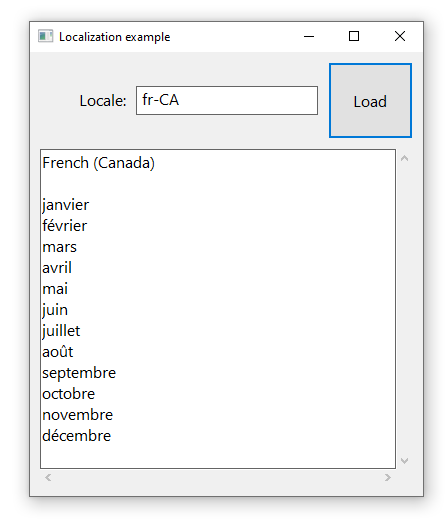 Localization example
Locale: fr-CA Load
French (Canada)
janvier
février
mars
avril
mai
juin
juillet
août
septembre
octobre
novembre
décembre